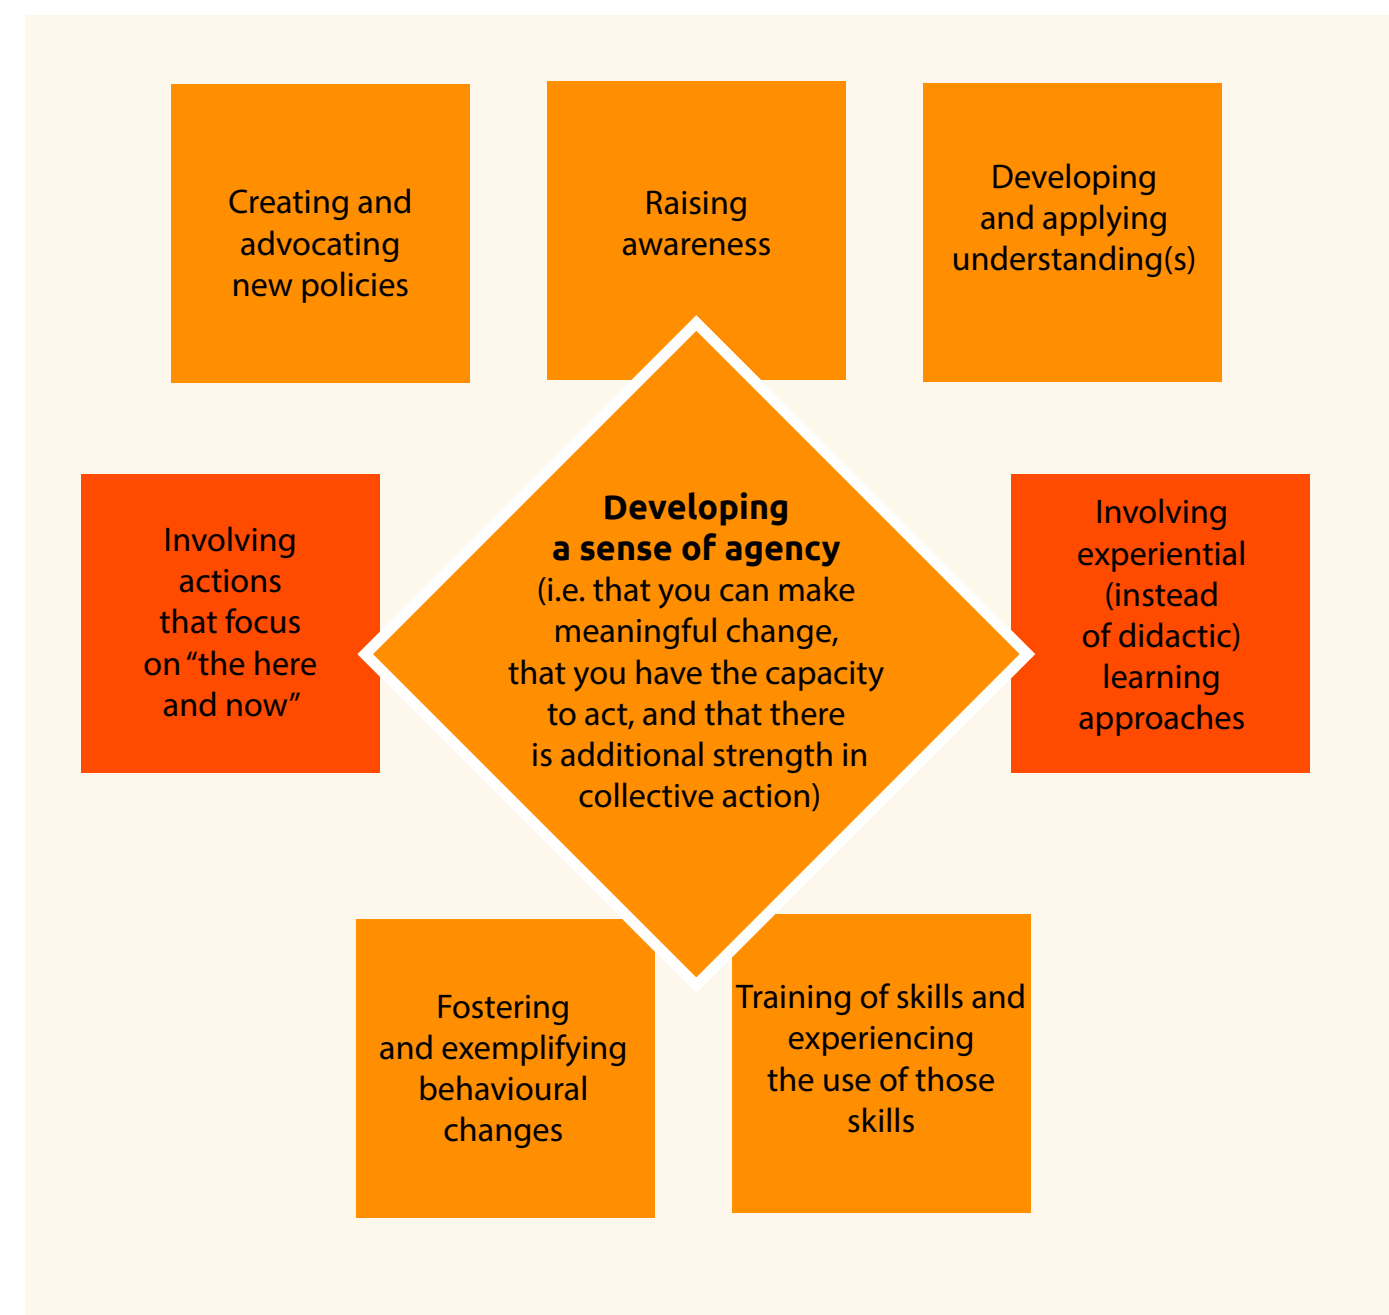 Creating and
advocating
new policies
Raising
awareness
Developing
and applying
understanding(s)
Involving
actions
that focus
on “the here
and now”
Developing
a sense of agency
(i.e. that you can make
meaningful change,
that you have the capacity
to act, and that there
is additional strength in
collective action)
Involving
experiential
(instead
of didactic)
learning
approaches
Fostering
and exemplifying
behavioural
changes
Training of skills and
experiencing
the use of those
skills